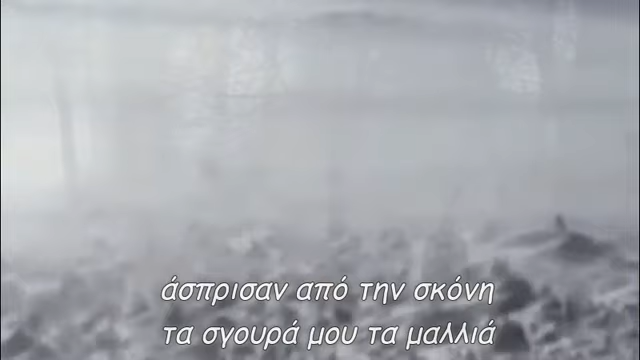 άσπρισαν από την σκόνη
τα σγουρά μου τα μαλλιά